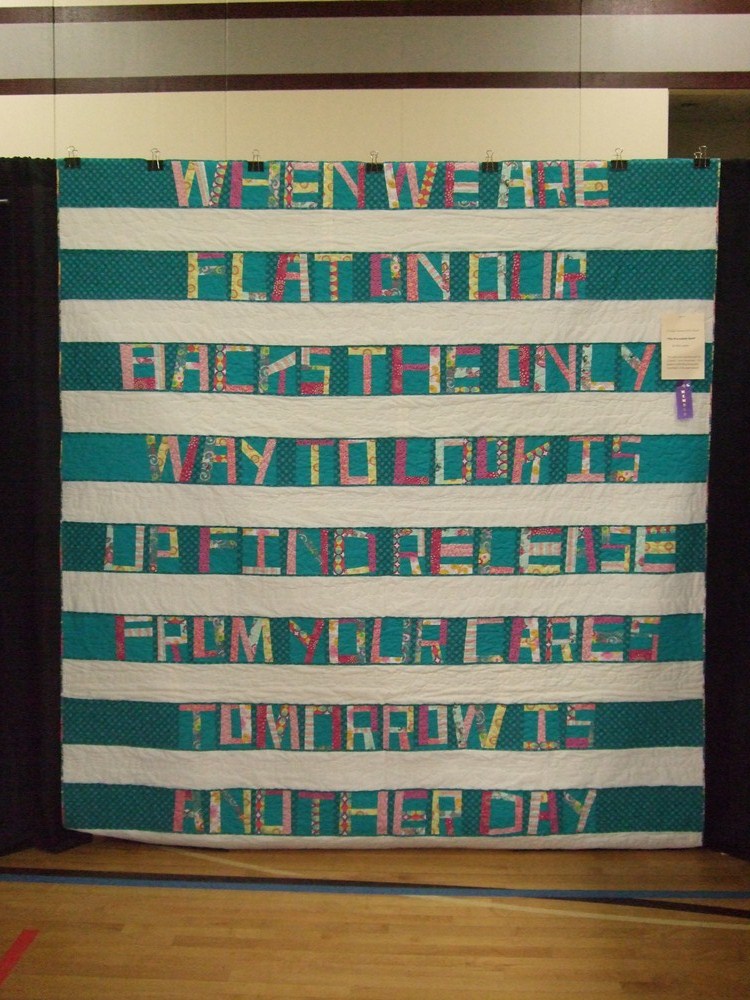 WHEN WE ARE
FLAT ON OUR
BACKS THE ONLY
WAY TO LOOK IS
UP FIND RELEASE
FROM YOUR CARES
TOMORROW IS
ANOTHER DAY